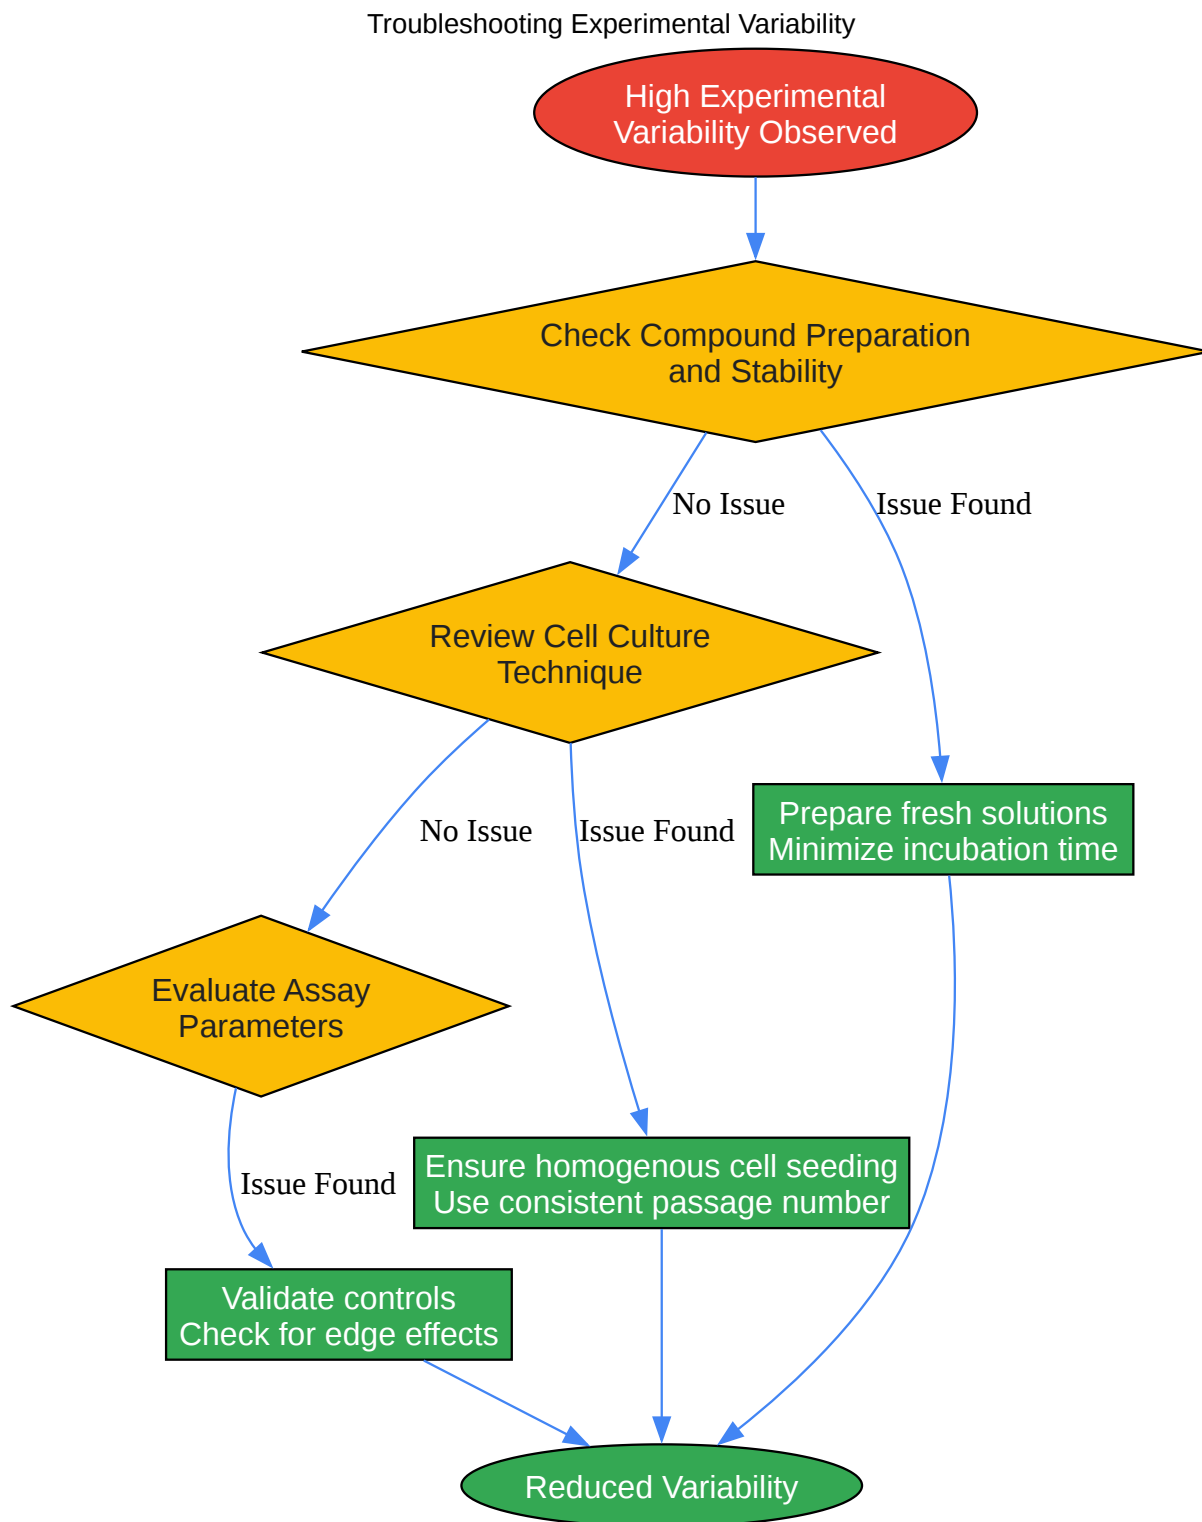 Troubleshooting Experimental Variability
High Experimental
Variability Observed
Check Compound Preparation
and Stability
No Issue
Issue Found
Review Cell Culture
Technique
Prepare fresh solutions
Minimize incubation time
No Issue
Issue Found
Evaluate Assay
Parameters
Ensure homogenous cell seeding
Use consistent passage number
Issue Found
Validate controls
Check for edge effects
Reduced Variability